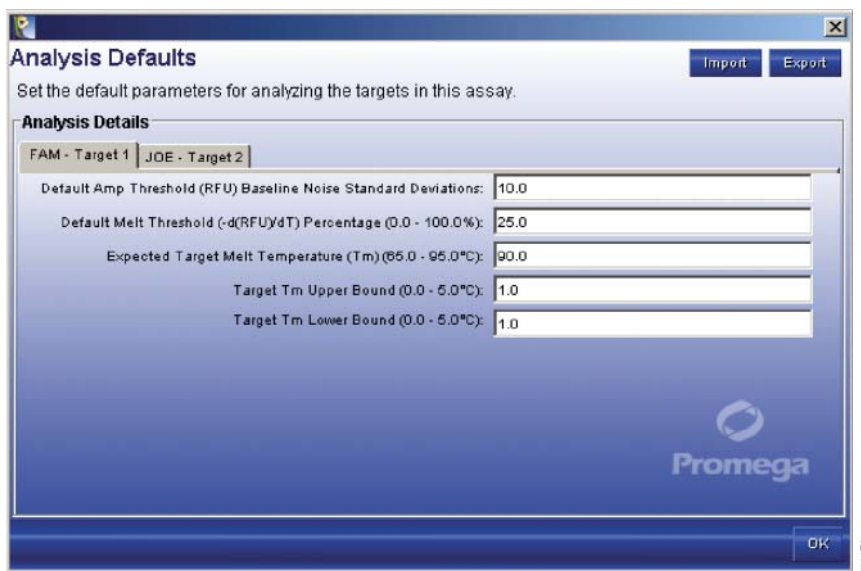 Analysis Defaults
Import Export
Set the default parameters for analyzing the targets in this assay.
Analysis Details
FAM - Target 1 JOE - Target 2
Default Amp Threshold (RFU) Baseline Noise Standard Deviations: 10.0
Default Melt Threshold (-d(RFU)/dT) Percentage (0.0 - 100.0%): 25.0
Expected Target Melt Temperature (Tm) (65.0 - 95.0°C): 90.0
Target Tm Upper Bound (0.0 - 5.0°C): 1.0
Target Tm Lower Bound (0.0 - 5.0°C): 1.0
Promega
OK